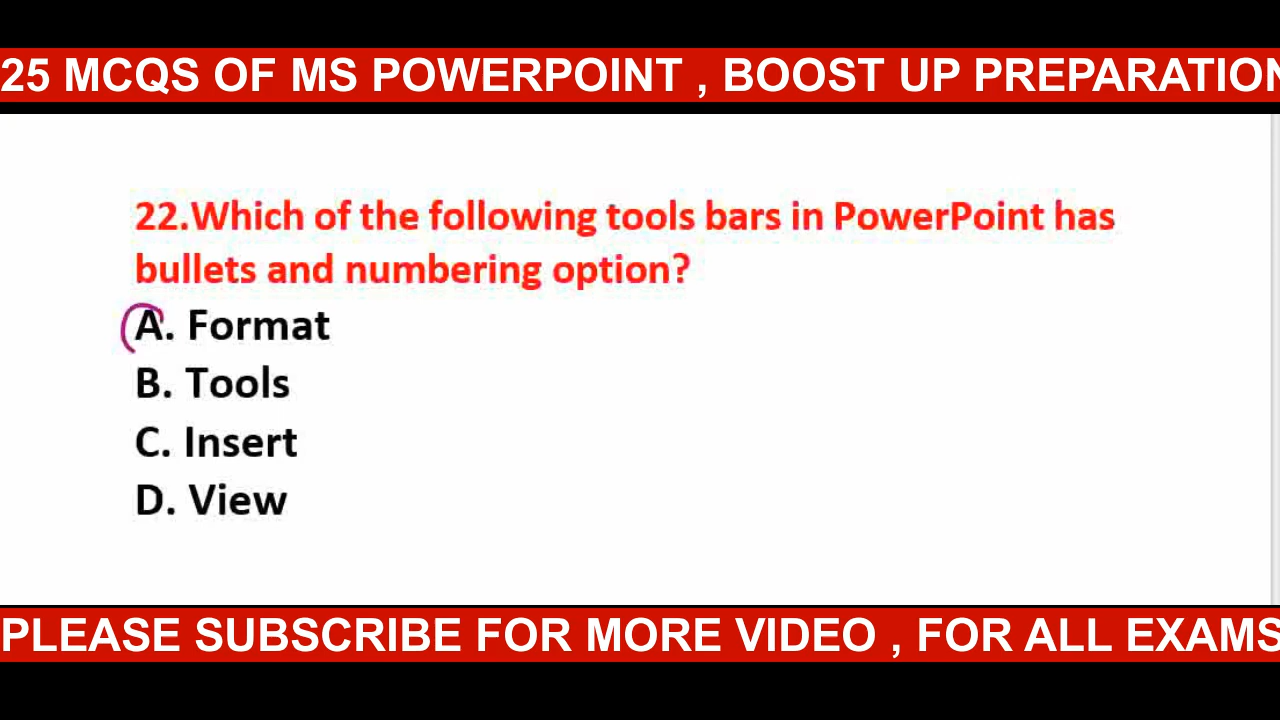 25 MCQS OF MS POWERPOINT , BOOST UP PREPARATION
22.Which of the following tools bars in PowerPoint has
bullets and numbering option?
A. Format
B. Tools
C. Insert
D. View
PLEASE SUBSCRIBE FOR MORE VIDEO , FOR ALL EXAMS